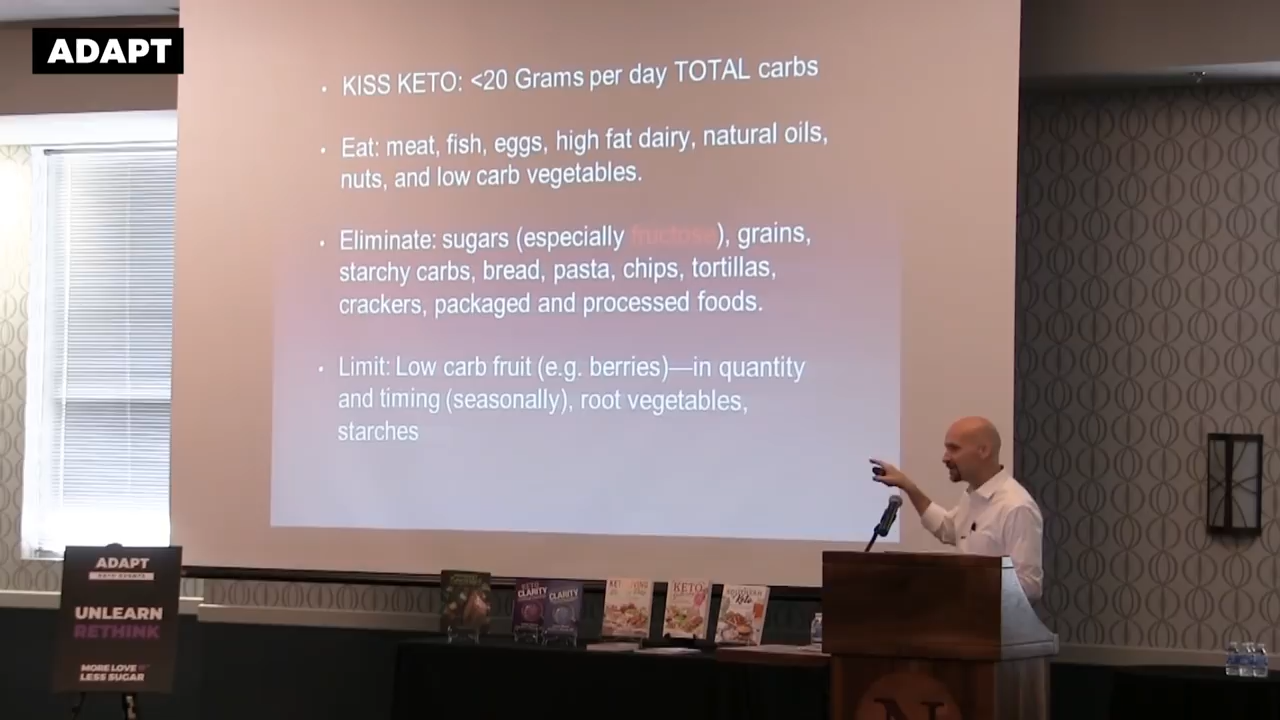 ADAPT
• KISS KETO: <20 Grams per day TOTAL carbs
• Eat: meat, fish, eggs, high fat dairy, natural oils,
nuts, and low carb vegetables.
• Eliminate: sugars (especially fructose), grains,
starchy carbs, bread, pasta, chips, tortillas,
crackers, packaged and processed foods.
• Limit: Low carb fruit (e.g. berries)—in quantity
and timing (seasonally), root vegetables,
starches
ADAPT
UNLEARN
RETHINK
MORE LOVE
LESS SUGAR
KETO
CLARITY
CLARITY
KETO
N